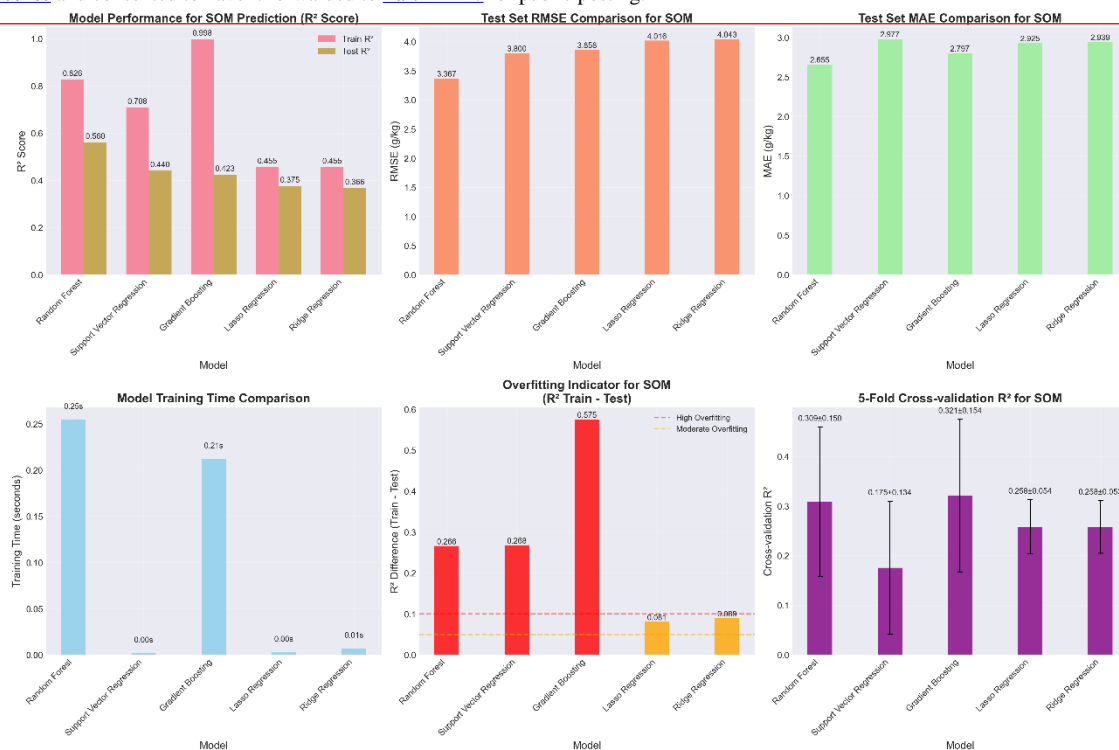 and consented to have
Model Performance for SOM Prediction (R² Score)
Train R²
Test R²
R² Score
1.0
0.8
0.6
0.4
0.2
0.0
0.826
0.560
0.708
0.440
0.998
0.423
0.455
0.375
0.455
0.366
Random Forest
Support Vector Regression
Gradient Boosting
Lasso Regression
Ridge Regression
Model
Test Set RMSE Comparison for SOM
RMSE (g/kg)
4.0
3.5
3.0
2.5
2.0
1.5
1.0
0.5
0.0
3.367
3.800
3.858
4.016
4.043
Random Forest
Support Vector Regression
Gradient Boosting
Lasso Regression
Ridge Regression
Model
Test Set MAE Comparison for SOM
MAE (g/kg)
3.0
2.5
2.0
1.5
1.0
0.5
0.0
2.655
2.977
2.797
2.925
2.939
Random Forest
Support Vector Regression
Gradient Boosting
Lasso Regression
Ridge Regression
Model
Model Training Time Comparison
Training Time (seconds)
0.25
0.20
0.15
0.10
0.05
0.00
0.25s
0.00s
0.21s
0.00s
0.01s
Random Forest
Support Vector Regression
Gradient Boosting
Lasso Regression
Ridge Regression
Model
Overfitting Indicator for SOM
(R² Train - Test)
High Overfitting
Moderate Overfitting
R² Difference (Train - Test)
0.6
0.5
0.4
0.3
0.2
0.1
0.0
0.266
0.268
0.575
0.081
0.089
Random Forest
Support Vector Regression
Gradient Boosting
Lasso Regression
Ridge Regression
Model
5-Fold Cross-validation R² for SOM
Cross-validation R²
0.4
0.3
0.2
0.1
0.0
0.309±0.150
0.175±0.134
0.321±0.154
0.258±0.054
0.258±0.053
Random Forest
Support Vector Regression
Gradient Boosting
Lasso Regression
Ridge Regression
Model